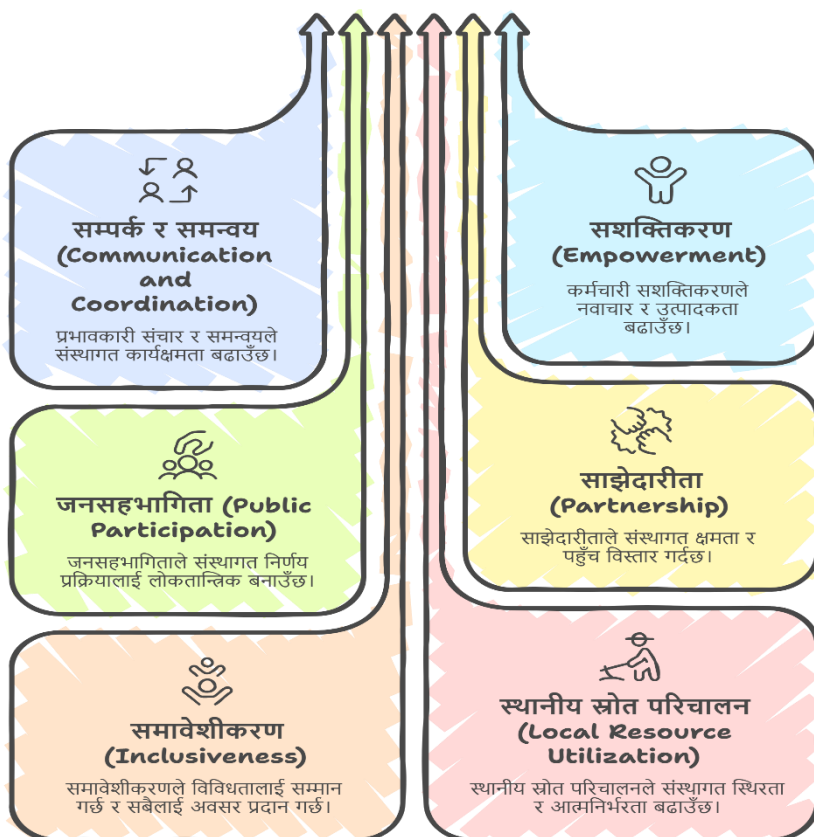 सम्पर्क र समन्वय
(Communication
and
Coordination)
प्रभावकारी संचार र समन्वयले
संस्थागत कार्यक्षमता बढाउँछ।
सशक्तिकरण
(Empowerment)
कर्मचारी सशक्तिकरणले
नवाचार र उत्पादकता
बढाउँछ।
जनसहभागिता (Public
Participation)
जनसहभागिताले संस्थागत निर्णय
प्रक्रियालाई लोकतान्त्रिक बनाउँछ।
साझेदारीता
(Partnership)
साझेदारीताले संस्थागत क्षमता र
पहुँच विस्तार गर्दछ।
समावेशीकरण
(Inclusiveness)
समावेशीकरणले विविधतालाई सम्मान
गर्छ र सबैलाई अवसर प्रदान गर्छ।
स्थानीय स्रोत परिचालन
(Local Resource
Utilization)
स्थानीय स्रोत परिचालनले संस्थागत स्थिरता
र आत्मनिर्भरता बढाउँछ।